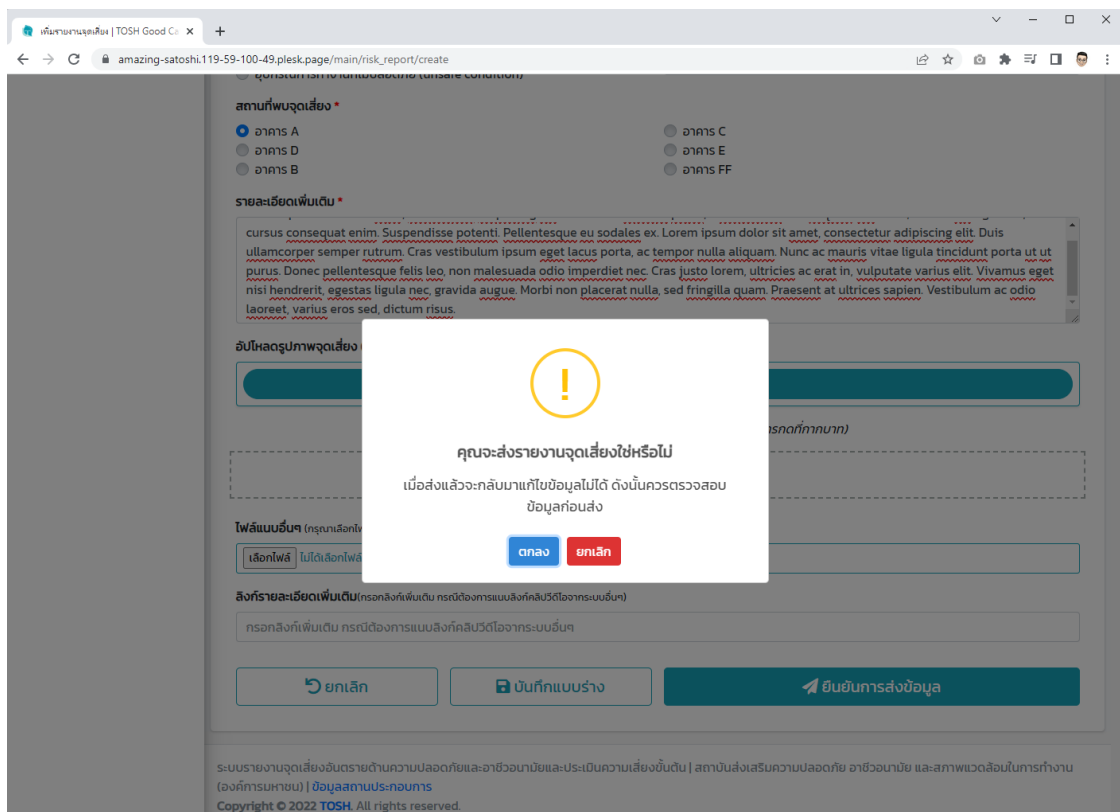 เพิ่มรายงานจุดเสี่ยง | TOSH Good Ca
amazing-satoshi.119-59-100-49.plesk.page/main/risk_report/create
สถานที่พบจุดเสี่ยง *
อาคาร A
อาคาร C
อาคาร D
อาคาร E
อาคาร B
อาคาร FF
รายละเอียดเพิ่มเติม *
cursus consequat enim. Suspendisse potenti. Pellentesque eu sodales ex. Lorem ipsum dolor sit amet, consectetur adipiscing elit. Duis
ullamcorper semper rutrum. Cras vestibulum ipsum eget lacus porta, ac tempor nulla aliquam. Nunc ac mauris vitae ligula tincidunt porta ut ut
purus. Donec pellentesque felis leo, non malesuada odio imperdiet nec. Cras justo lorem, ultricies ac erat in, vulputate varius elit. Vivamus eget
nisi hendrerit, egestas ligula nec, gravida augue. Morbi non placerat nulla, sed fringilla quam. Praesent at ultrices sapien. Vestibulum ac odio
laoreet, varius eros sed, dictum risus.
อัปโหลดรูปภาพจุดเสี่ยง
กดที่กากบาท)
คุณจะส่งรายงานจุดเสี่ยงใช่หรือไม่
เมื่อส่งแล้วจะกลับมาแก้ไขข้อมูลไม่ได้ ดังนั้นควรตรวจสอบ
ข้อมูลก่อนส่ง
ตกลง
ยกเลิก
ไฟล์แนบอื่นๆ (กรุณาเลือกไฟ
เลือกไฟล์ ไม่ได้เลือกไฟล์
ลิงก์รายละเอียดเพิ่มเติม(กรอกลิงก์เพิ่มเติม กรณีต้องการแนบลิงก์คลิปวีดีโอจากระบบอื่นๆ)
กรอกลิงก์เพิ่มเติม กรณีต้องการแนบลิงก์คลิปวีดีโอจากระบบอื่นๆ
ยกเลิก
บันทึกแบบร่าง
ยืนยันการส่งข้อมูล
ระบบรายงานจุดเสี่ยงอันตรายด้านความปลอดภัยและอาชีวอนามัยและประเมินความเสี่ยงขั้นต้น | สถาบันส่งเสริมความปลอดภัย อาชีวอนามัย และสภาพแวดล้อมในการทำงาน
(องค์การมหาชน) | ข้อมูลสถานประกอบการ
Copyright © 2022 TOSH. All rights reserved.